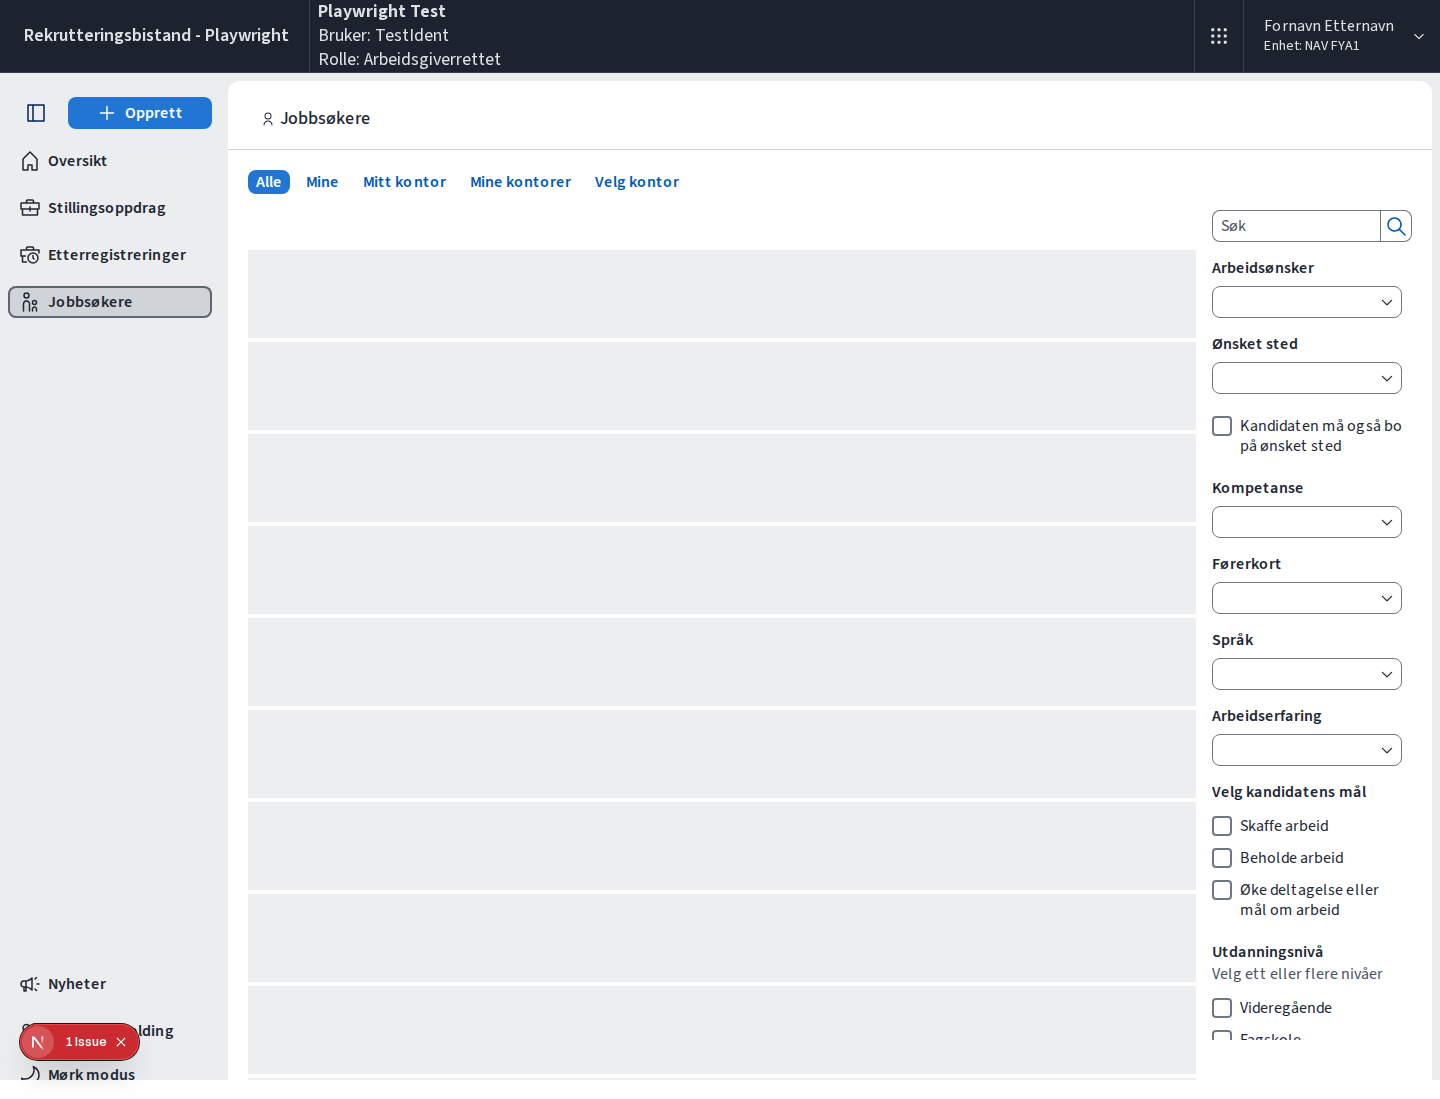 Rekrutteringsbistand - Playwright
Playwright Test
Bruker: TestIdent
Rolle: Arbeidsgiverrettet
Fornavn Etternavn
Enhet: NAV FYA1
Opprett
Oversikt
Stillingsoppdrag
Etterregistreringer
Jobbsøkere
Nyheter
olding
1 Issue
Mørk modus
Jobbsøkere
Alle
Mine
Mitt kontor
Mine kontorer
Velg kontor
Søk
Arbeidsønsker
Ønsket sted
Kandidaten må også bo
på ønsket sted
Kompetanse
Førerkort
Språk
Arbeidserfaring
Velg kandidatens mål
Skaffe arbeid
Beholde arbeid
Øke deltagelse eller
mål om arbeid
Utdanningsnivå
Velg ett eller flere nivåer
Videregående
Fagskole